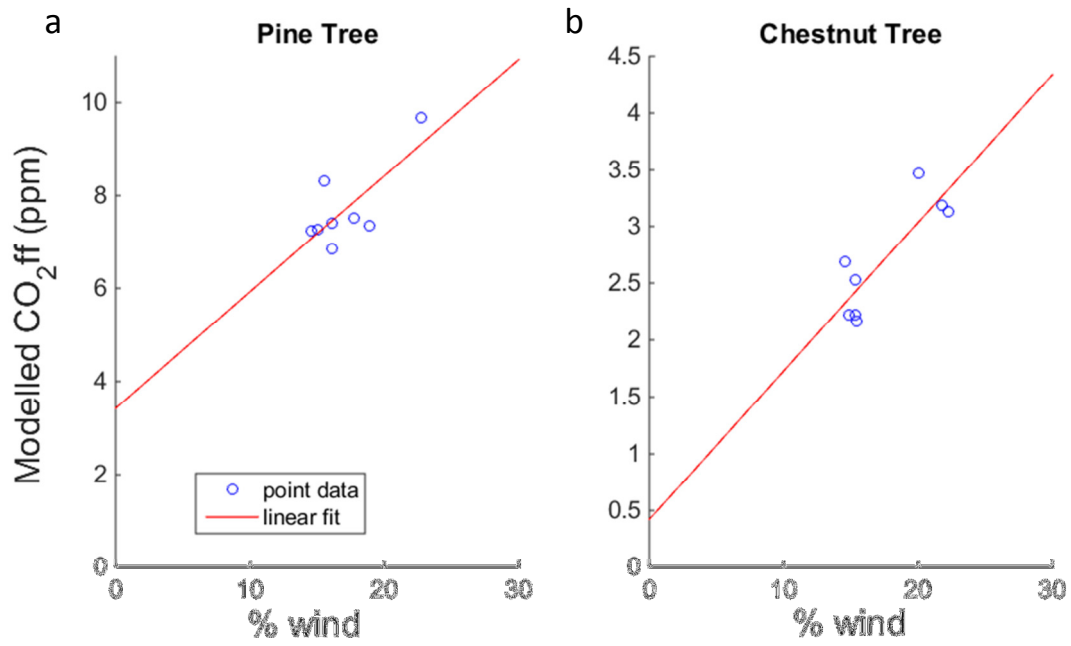 a
Pine Tree
Modelled CO2ff (ppm)
10
8
6
4
2
0
0 10 20 30
% wind
point data
linear fit
b
Chestnut Tree
4.5
4
3.5
3
2.5
2
1.5
1
0.5
0
0 10 20 30
% wind